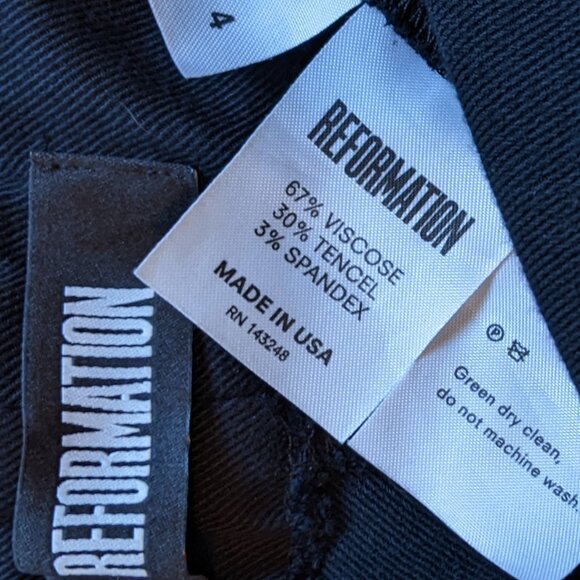 4
REFORMATION
67% VISCOSE
30% TENCEL
3% SPANDEX
MADE IN USA
RN 143248
P
Green dry clean,
do not machine wash.
REFORMATION